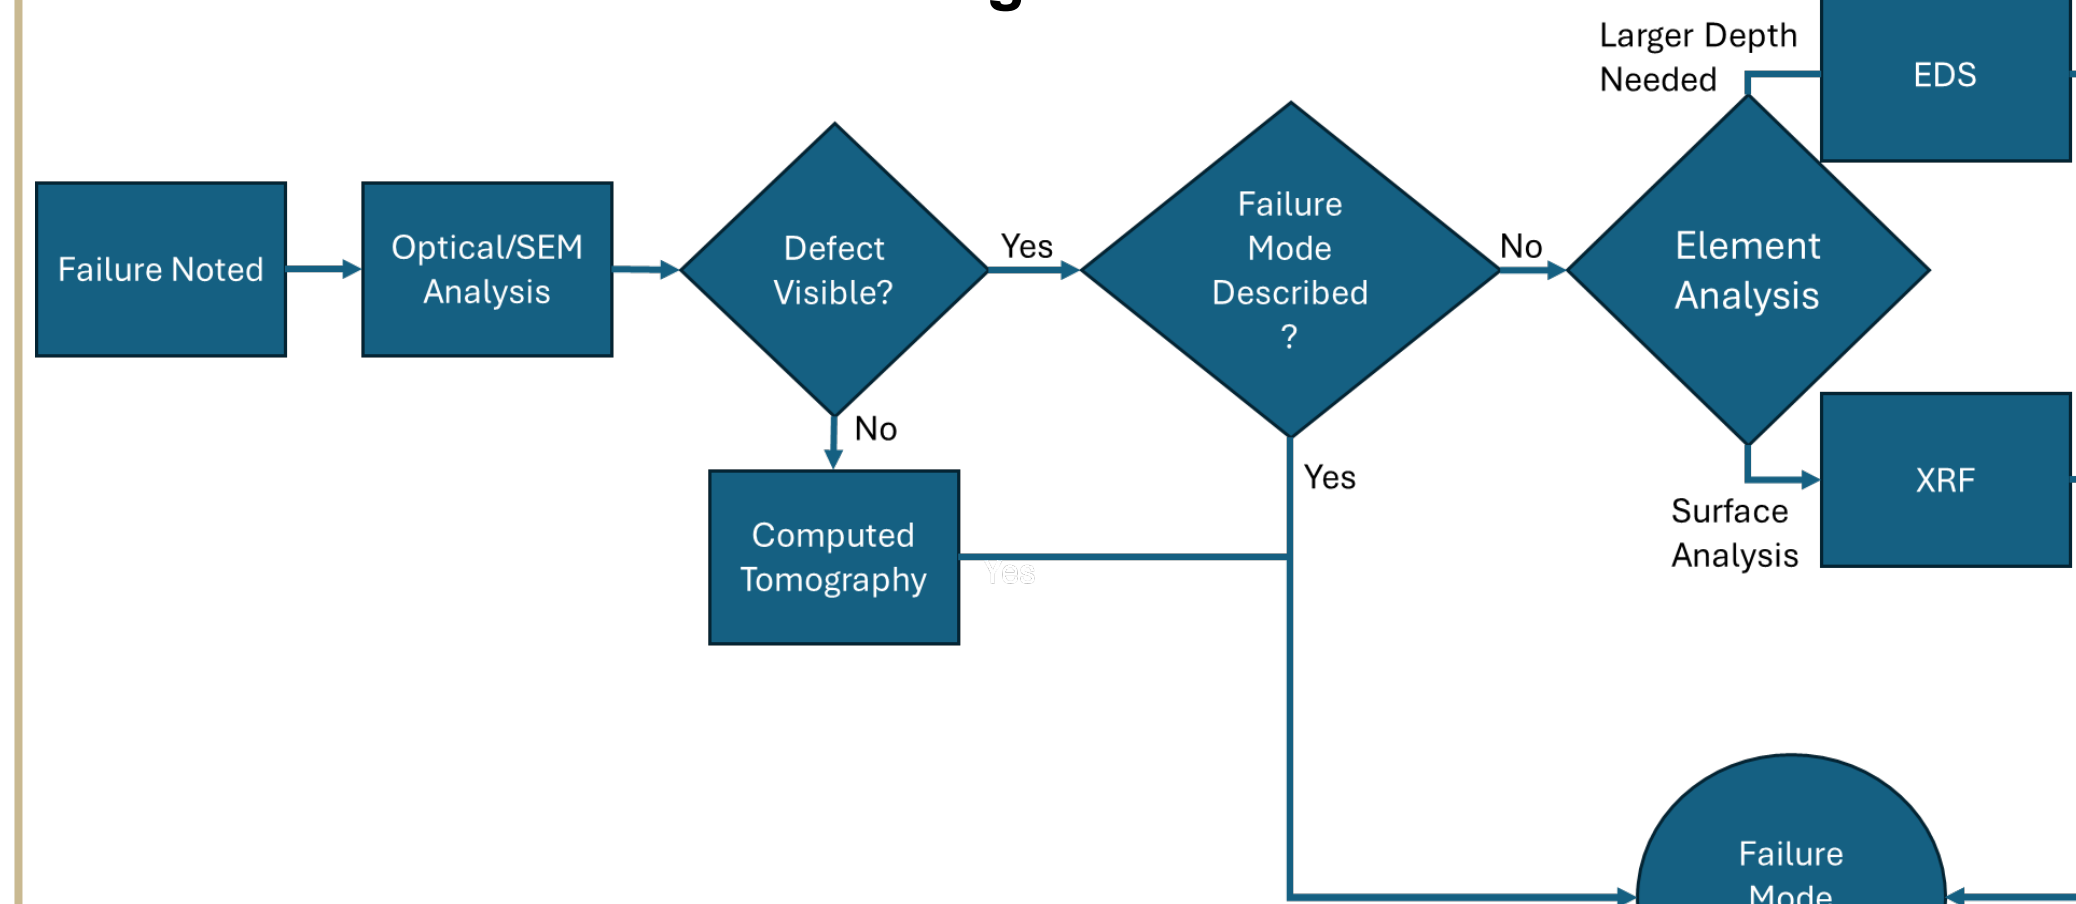 Larger Depth
Needed
EDS
Failure Noted
Optical/SEM
Analysis
Defect
Visible?
Yes
Failure
Mode
Described
?
No
Element
Analysis
No
Yes
Computed
Tomography
Yes
XRF
Surface
Analysis
Failure
Mode